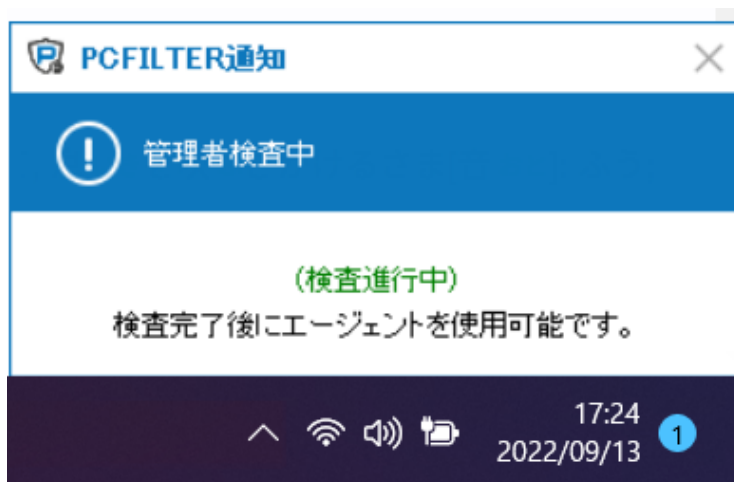 PCFILTER通知
管理者検査中
(検査進行中)
検査完了後にエージェントを使用可能です。
17:24
2022/09/13
1